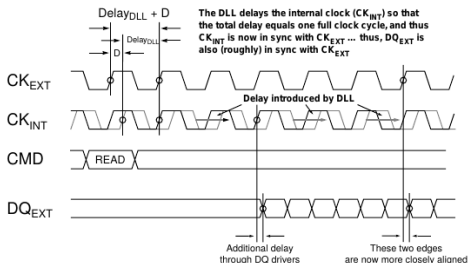 Delay_DLL + D
The DLL delays the internal clock (CK_INT) so that
the total delay equals one full clock cycle, and thus
CK_INT is now in sync with CK_EXT ... thus, DQ_EXT is
also (roughly) in sync with CK_EXT
Delay_DLL
D
CK_EXT
Delay introduced by DLL
CK_INT
CMD
READ
DQ_EXT
Additional delay
through DQ drivers
These two edges
are now more closely aligned